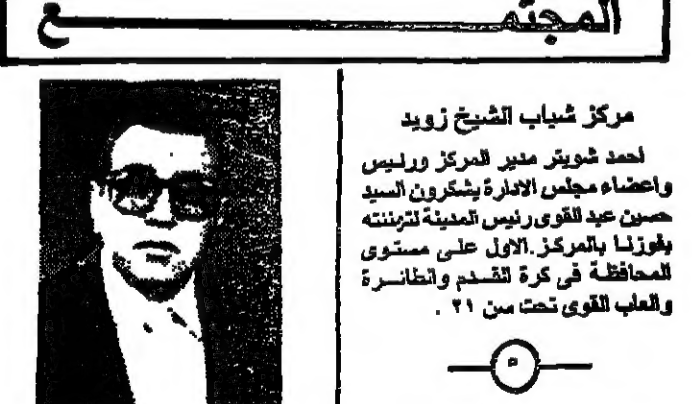 المجتمـــــع
مركز شباب الشيخ زويد
احمد شويتر مدير المركز ورئيس
واعضاء مجلس الادارة يشكرون السيد
حسين عبد القوى رئيس المدينة لتهنئته
بفوزنا بالمركز. الاول على مستوى
المحافظة فى كرة القدم والطائرة
والعاب القوى تحت سن ٢١ .